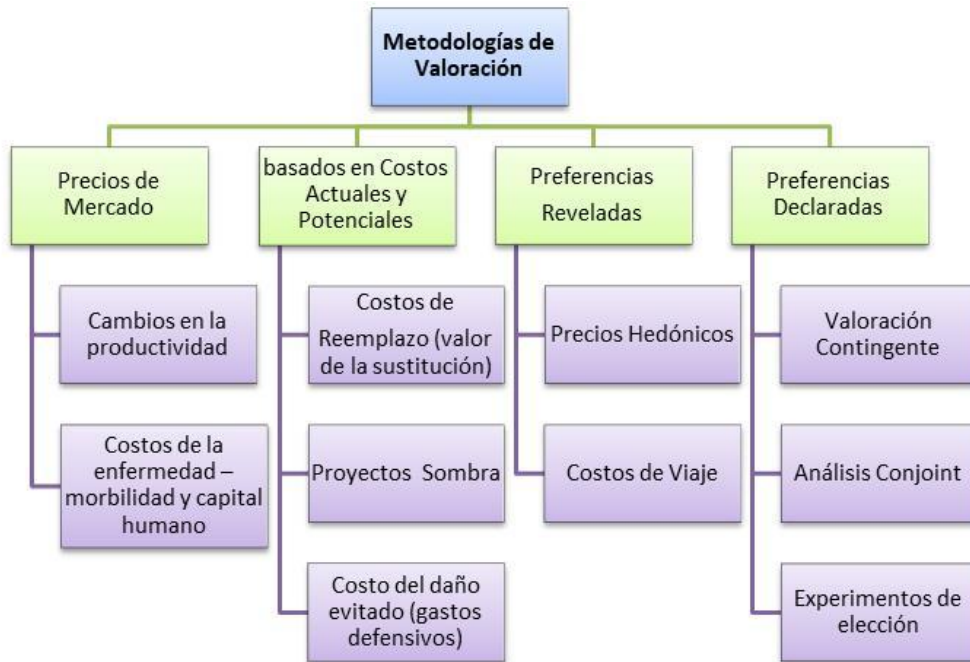 Metodologías de
Valoración
Precios de
Mercado
basados en Costos
Actuales y
Potenciales
Preferencias
Reveladas
Preferencias
Declaradas
Cambios en la
productividad
Costos de la
enfermedad –
morbilidad y capital
humano
Costos de
Reemplazo (valor
de la sustitución)
Proyectos Sombra
Costo del daño
evitado (gastos
defensivos)
Precios Hedónicos
Costos de Viaje
Valoración
Contingente
Análisis Conjoint
Experimentos de
elección